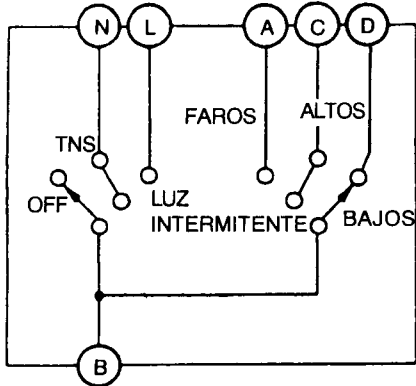 N L A C D
FAROS ALTOS
TNS
OFF LUZ
INTERMITENTE BAJOS
B